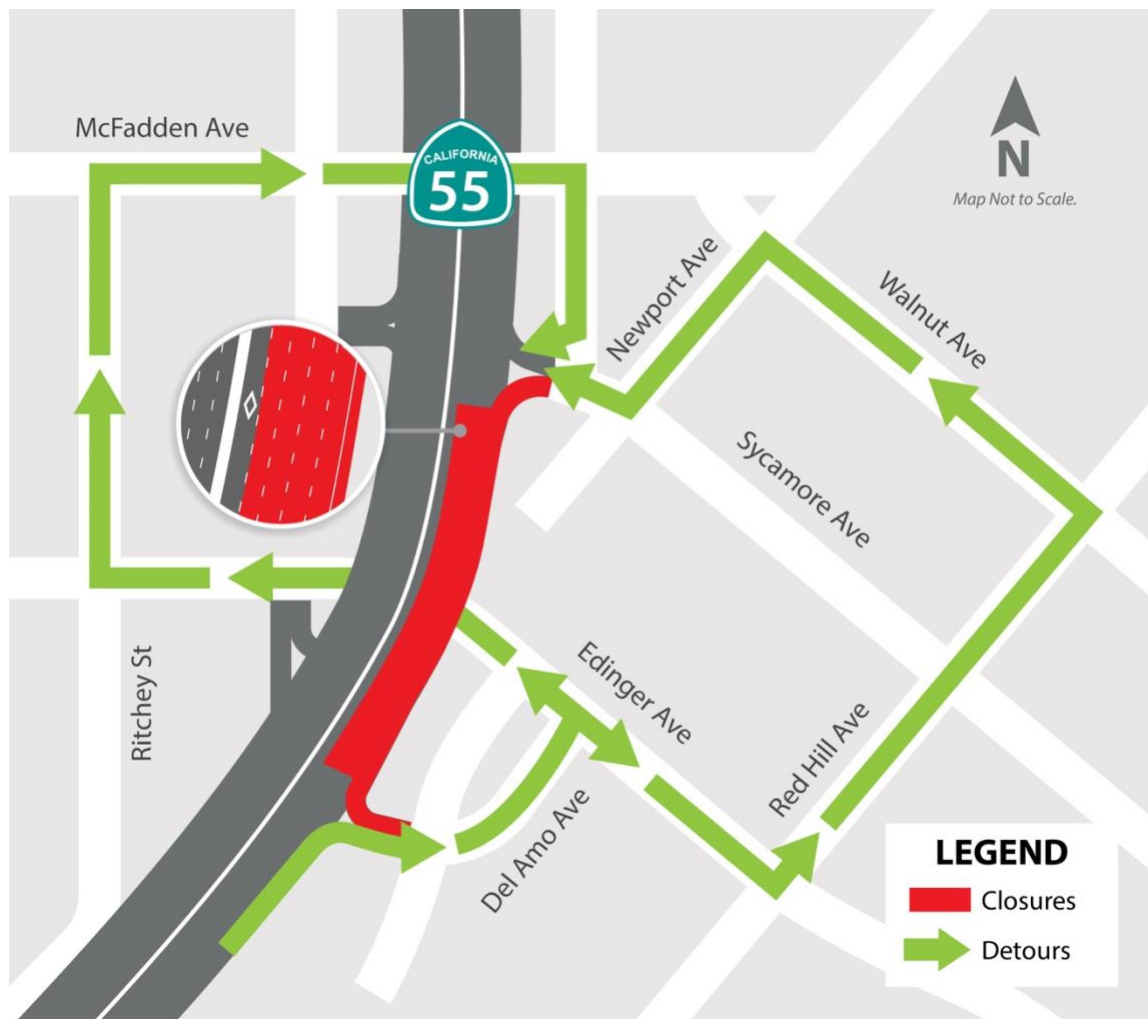 McFadden Ave
CALIFORNIA
55
N
Map Not to Scale.
Newport Ave
Walnut Ave
Sycamore Ave
Edinger Ave
Ritchey St
Red Hill Ave
Del Amo Ave
LEGEND
Closures
Detours